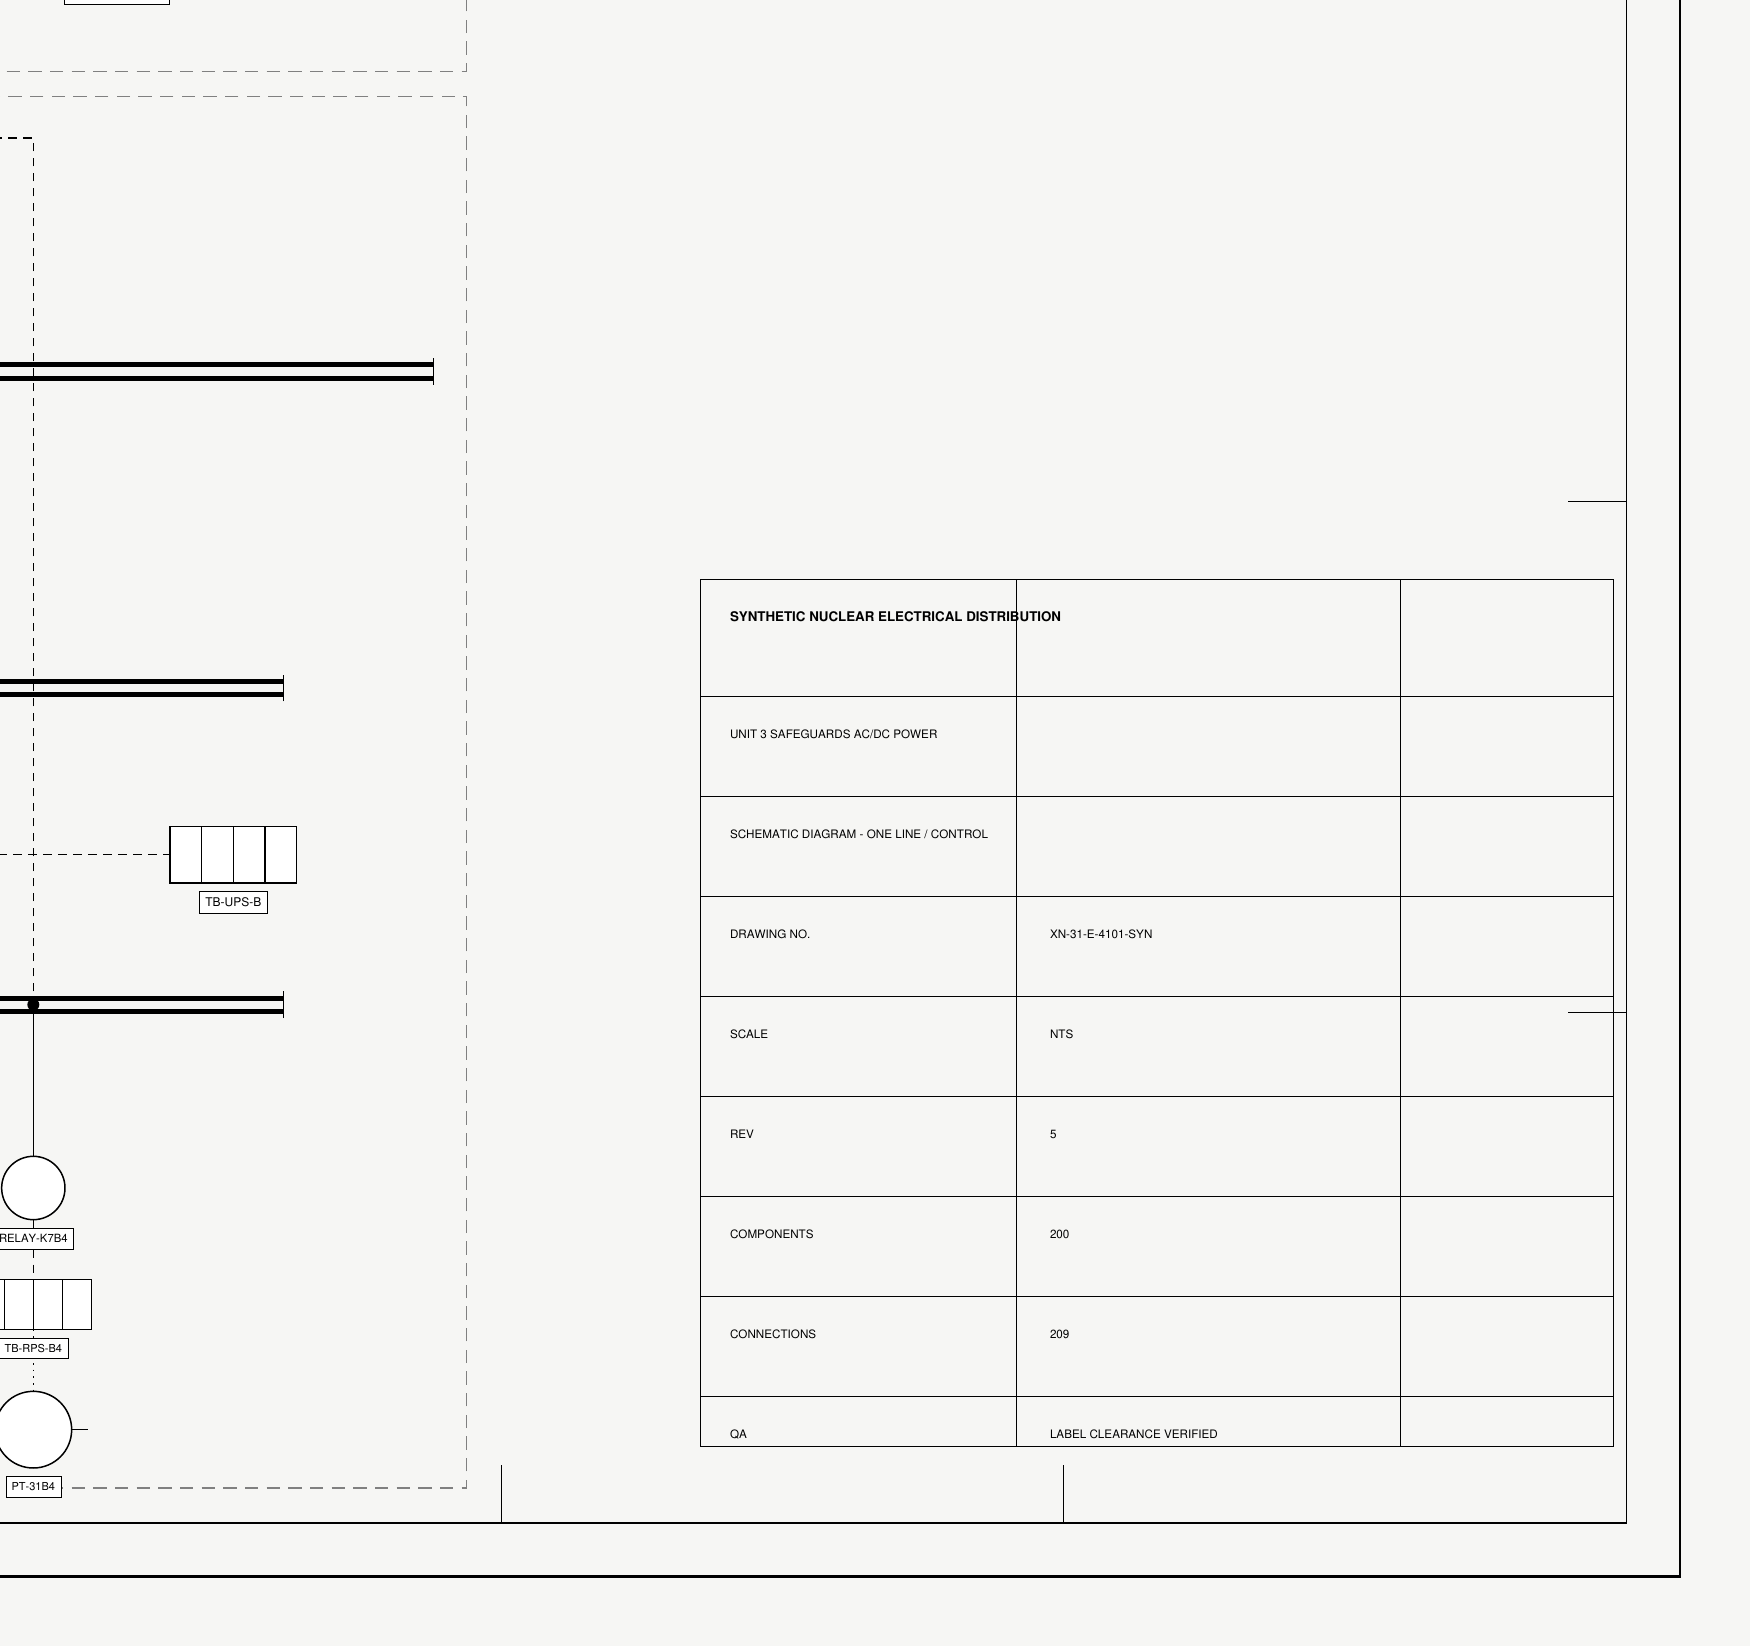 SYNTHETIC NUCLEAR ELECTRICAL DISTRIBUTION
UNIT 3 SAFEGUARDS AC/DC POWER
SCHEMATIC DIAGRAM - ONE LINE / CONTROL
TB-UPS-B
DRAWING NO. XN-31-E-4101-SYN
SCALE NTS
REV 5
RELAY-K7B4
COMPONENTS 200
CONNECTIONS 209
TB-RPS-B4
QA LABEL CLEARANCE VERIFIED
PT-31B4